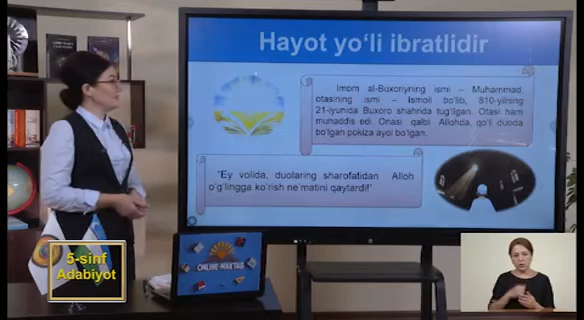 Hayot yo'li ibratlidir
Imom al-Buxoriyning ismi – Muhammad,
otasining ismi – Ismoil bo'lib, 810-yilning
21-iyunida Buxoro shahrida tug'ilgan. Otasi ham
muhaddis edi. Onasi qalbi Allohda, qo'li duoda
bo'lgan pokiza ayol bo'lgan.
"Ey volida, duolaring sharofatidan Alloh
o'g'lingga ko'rish ne'matini qaytardi!"
5-sinf
Adabiyot
ONLINE-MAKTAB